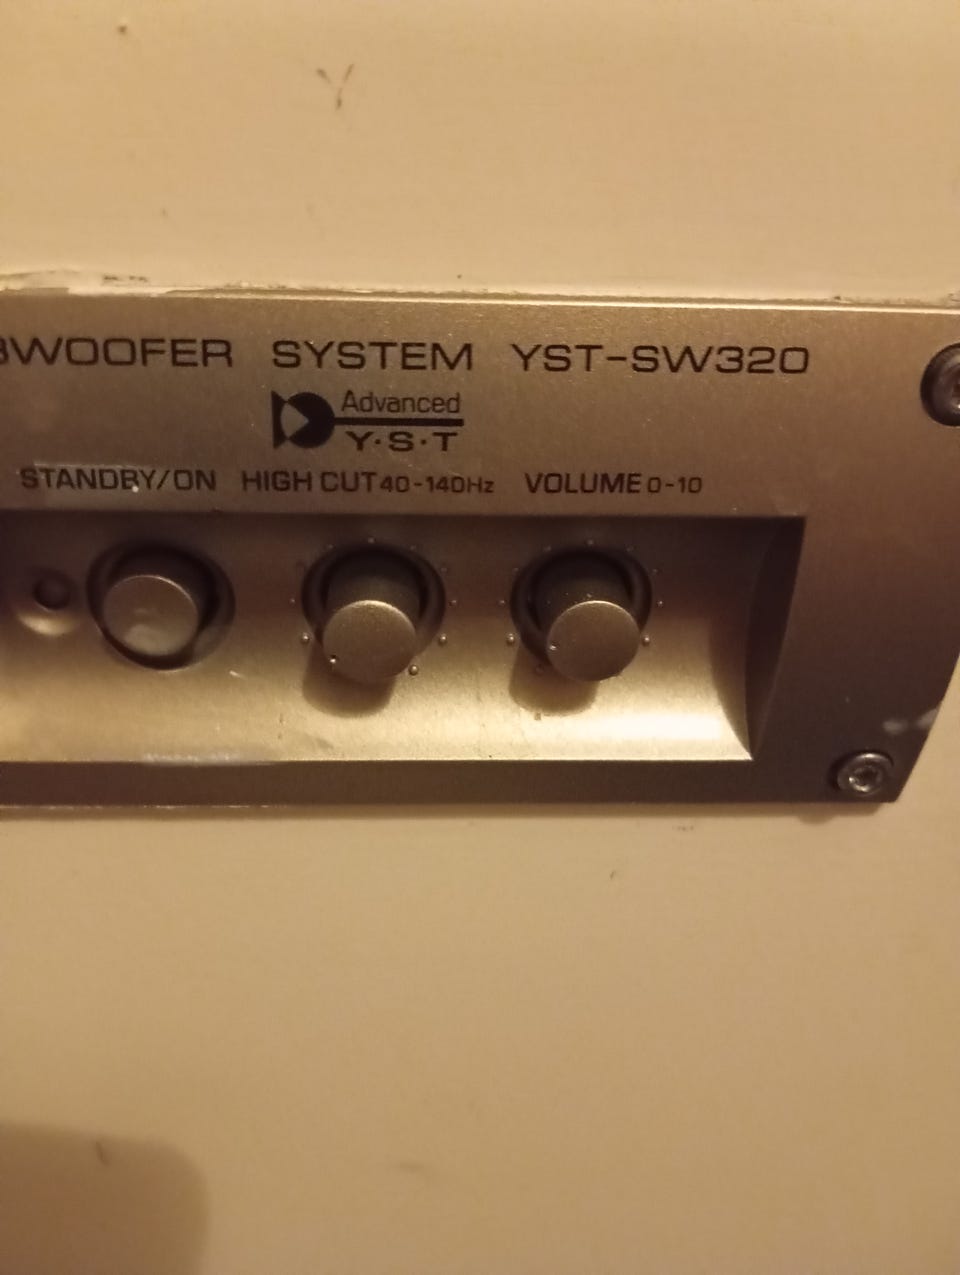 BWOOFER SYSTEM YST-SW320
Advanced
Y·S·T
STANDBY/ON HIGH CUT 40-140Hz VOLUME 0-10